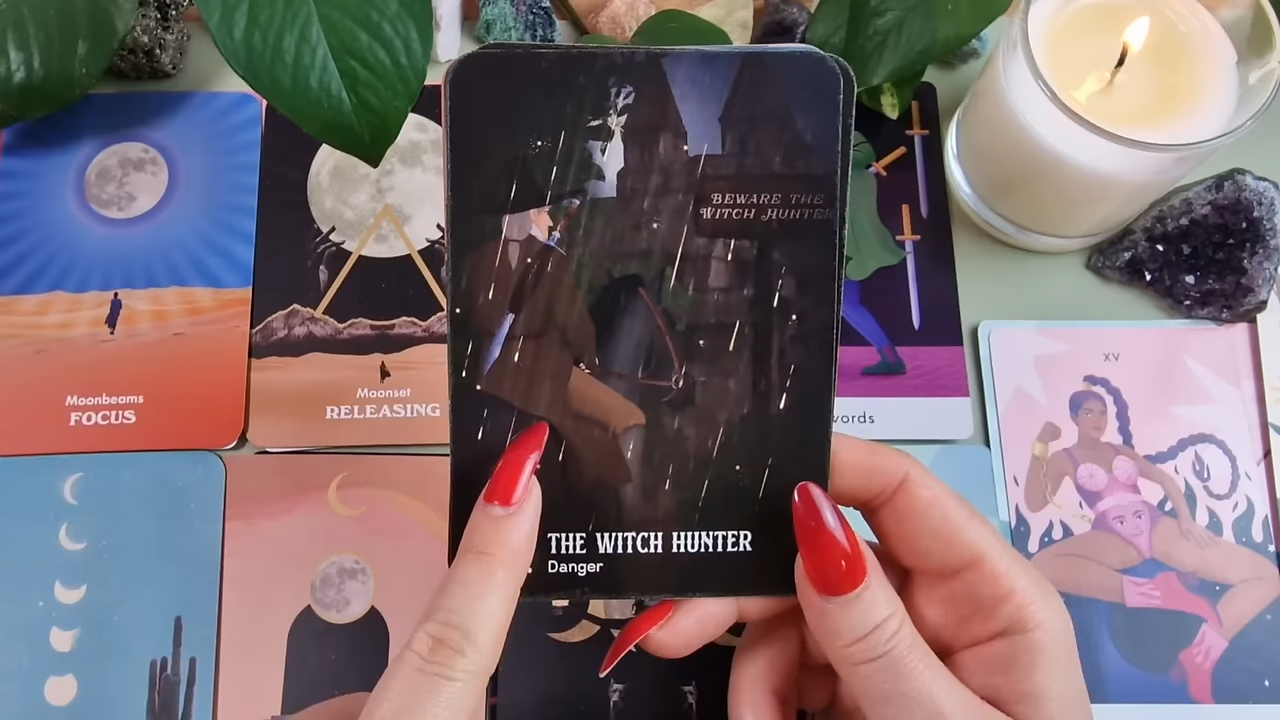 Moonbeams
FOCUS
Moonset
RELEASING
BEWARE THE
WITCH HUNTER
THE WITCH HUNTER
Danger
words
XV